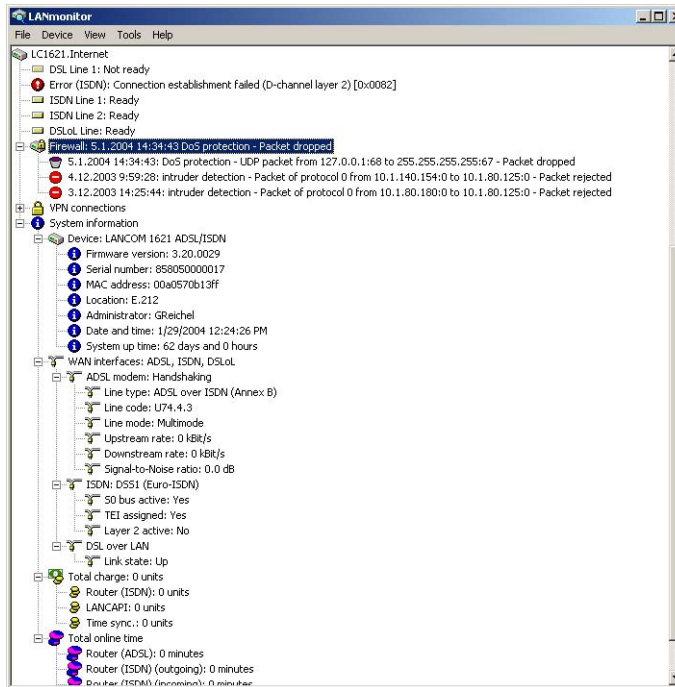 LANmonitor
File Device View Tools Help
LC1621.Internet
DSL Line 1: Not ready
Error (ISDN): Connection establishment failed (D-channel layer 2) [0x0082]
ISDN Line 1: Ready
ISDN Line 2: Ready
DSLoL Line: Ready
Firewall: 5.1.2004 14:34:43 DoS protection - Packet dropped
5.1.2004 14:34:43: DoS protection - UDP packet from 127.0.0.1:68 to 255.255.255.255:67 - Packet dropped
4.12.2003 9:59:28: intruder detection - Packet of protocol 0 from 10.1.140.154:0 to 10.1.80.125:0 - Packet rejected
3.12.2003 14:25:44: intruder detection - Packet of protocol 0 from 10.1.80.180:0 to 10.1.80.125:0 - Packet rejected
VPN connections
System information
Device: LANCOM 1621 ADSL/ISDN
Firmware version: 3.20.0029
Serial number: 858050000017
MAC address: 00a0570b13ff
Location: E.212
Administrator: GReichel
Date and time: 1/29/2004 12:24:26 PM
System up time: 62 days and 0 hours
WAN interfaces: ADSL, ISDN, DSLoL
ADSL modem: Handshaking
Line type: ADSL over ISDN (Annex B)
Line code: U74.4.3
Line mode: Multimode
Upstream rate: 0 kBit/s
Downstream rate: 0 kBit/s
Signal-to-Noise ratio: 0.0 dB
ISDN: DSS1 (Euro-ISDN)
S0 bus active: Yes
TEI assigned: Yes
Layer 2 active: No
DSL over LAN
Link state: Up
Total charge: 0 units
Router (ISDN): 0 units
LANCAPI: 0 units
Time sync.: 0 units
Total online time
Router (ADSL): 0 minutes
Router (ISDN) (outgoing): 0 minutes
Router (ISDN) (incoming): 0 minutes